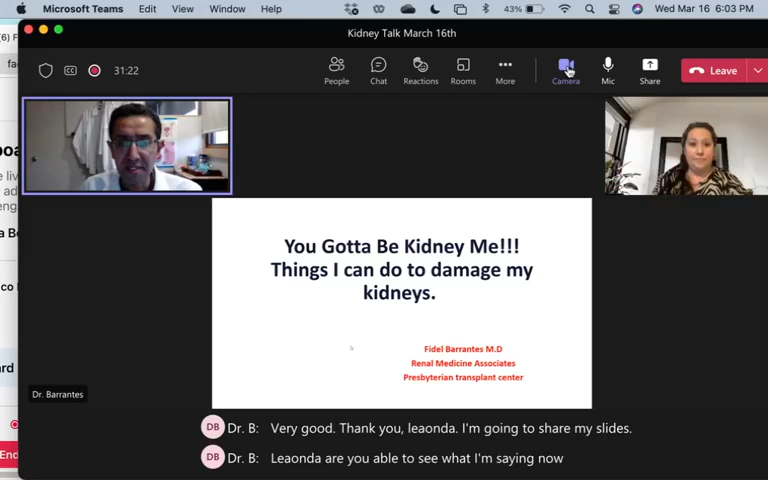 Microsoft Teams Edit View Window Help 43% Wed Mar 16 6:03 PM
Kidney Talk March 16th
CC 31:22 People Chat Reactions Rooms More Camera Mic Share Leave
You Gotta Be Kidney Me!!!
Things I can do to damage my
kidneys.
Fidel Barrantes M.D
Renal Medicine Associates
Presbyterian transplant center
Dr. Barrantes
DB Dr. B: Very good. Thank you, leaonda. I'm going to share my slides.
DB Dr. B: Leaonda are you able to see what I'm saying now